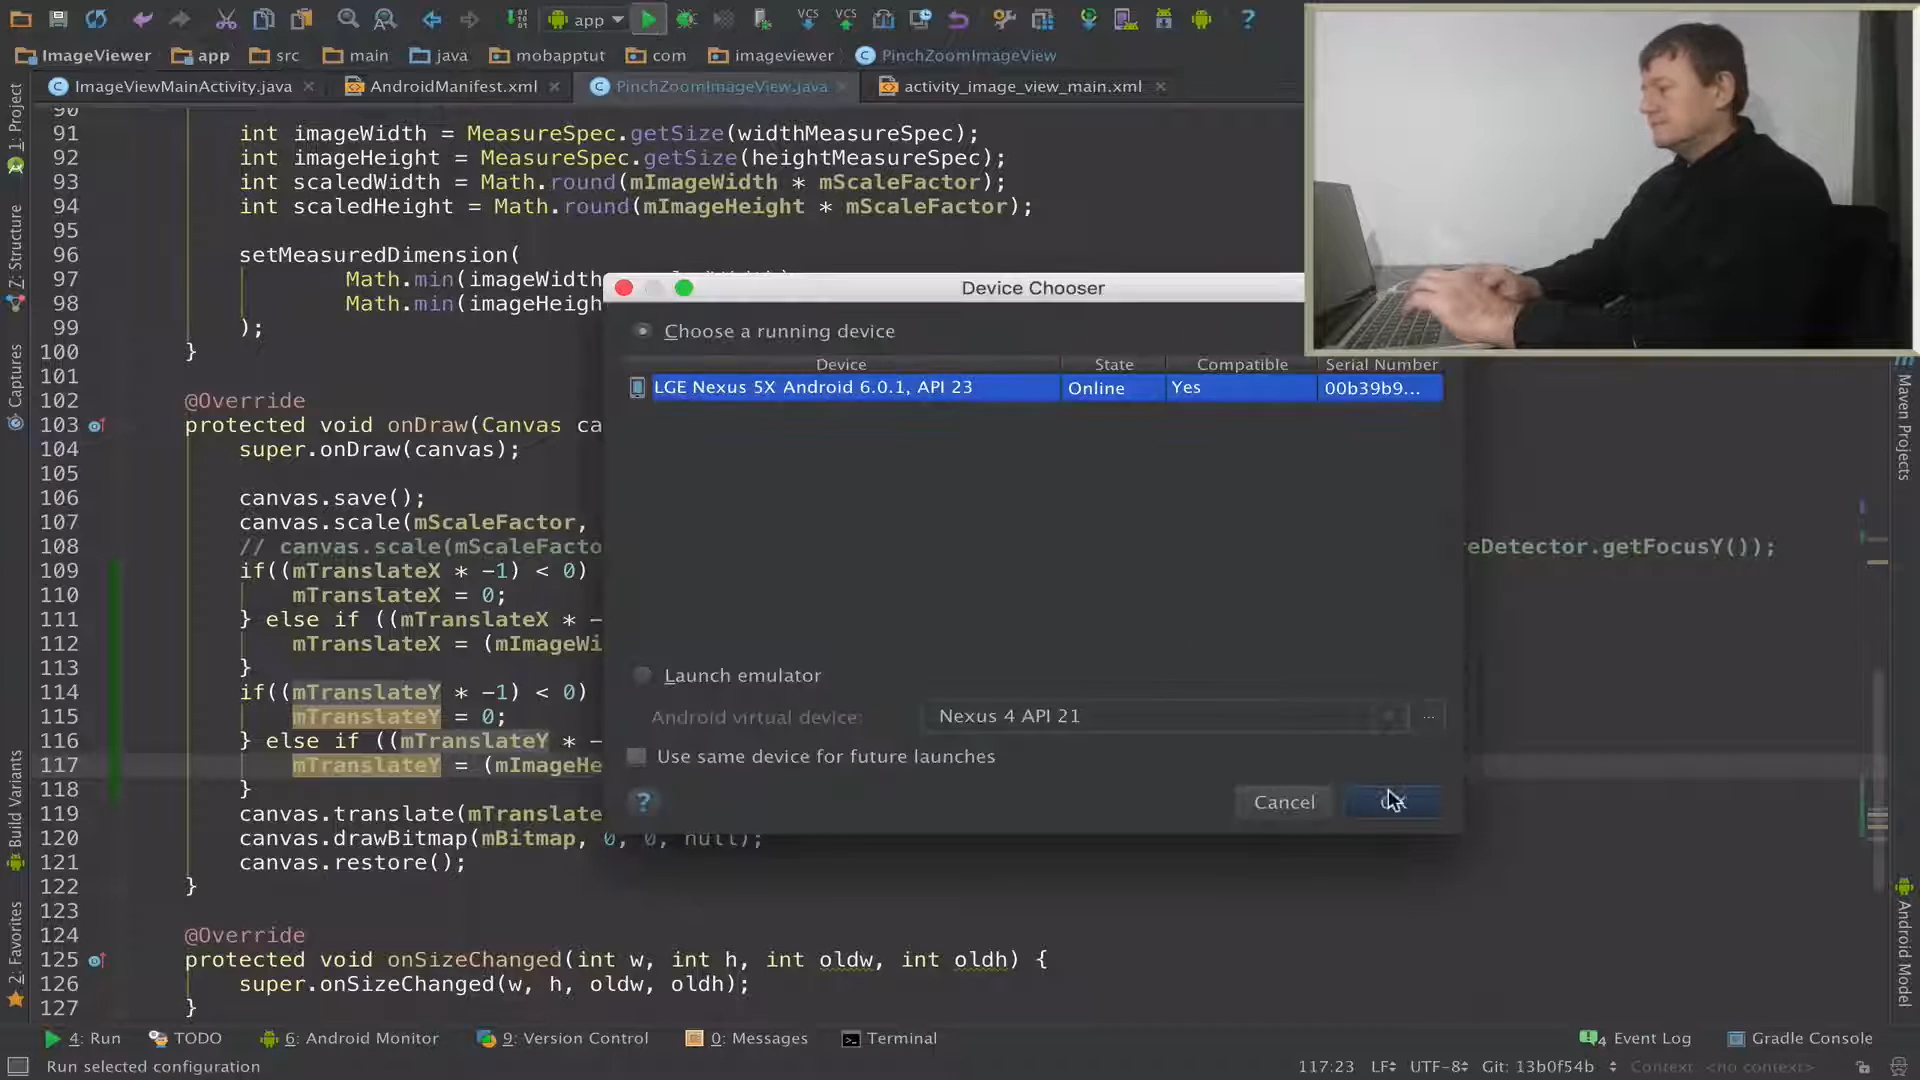 app
VCS
VCS
ImageViewer
app
src
main
java
mobapptut
com
imageviewer
PinchZoomImageView
ImageViewMainActivity.java
AndroidManifest.xml
PinchZoomImageView.java
activity_image_view_main.xml
1: Project
7: Structure
Captures
Build Variants
2: Favorites
90
91 int imageWidth = MeasureSpec.getSize(widthMeasureSpec);
92 int imageHeight = MeasureSpec.getSize(heightMeasureSpec);
93 int scaledWidth = Math.round(mImageWidth * mScaleFactor);
94 int scaledHeight = Math.round(mImageHeight * mScaleFactor);
95
96 setMeasuredDimension(
97 Math.min(imageWidth
98 Math.min(imageHeigh
99 );
100 }
101
102 @Override
103 protected void onDraw(Canvas ca
104 super.onDraw(canvas);
105
106 canvas.save();
107 canvas.scale(mScaleFactor,
108 // canvas.scale(mScaleFacto reDetector.getFocusY());
109 if((mTranslateX * -1) < 0)
110 mTranslateX = 0;
111 } else if ((mTranslateX * -
112 mTranslateX = (mImageWi
113 }
114 if((mTranslateY * -1) < 0)
115 mTranslateY = 0;
116 } else if ((mTranslateY * -
117 mTranslateY = (mImageHe
118 }
119 canvas.translate(mTranslate
120 canvas.drawBitmap(mBitmap, 0, 0, null);
121 canvas.restore();
122 }
123
124 @Override
125 protected void onSizeChanged(int w, int h, int oldw, int oldh) {
126 super.onSizeChanged(w, h, oldw, oldh);
127 }
Device Chooser
Choose a running device
Device State Compatible Serial Number
LGE Nexus 5X Android 6.0.1, API 23 Online Yes 00b39b9...
Launch emulator
Android virtual device: Nexus 4 API 21 ...
Use same device for future launches
? Cancel
Maven Projects
Android Model
4: Run
TODO
6: Android Monitor
9: Version Control
0: Messages
Terminal
4 Event Log
Gradle Console
Run selected configuration
117:23 LF UTF-8 Git: 13b0f54b Context: <no context>